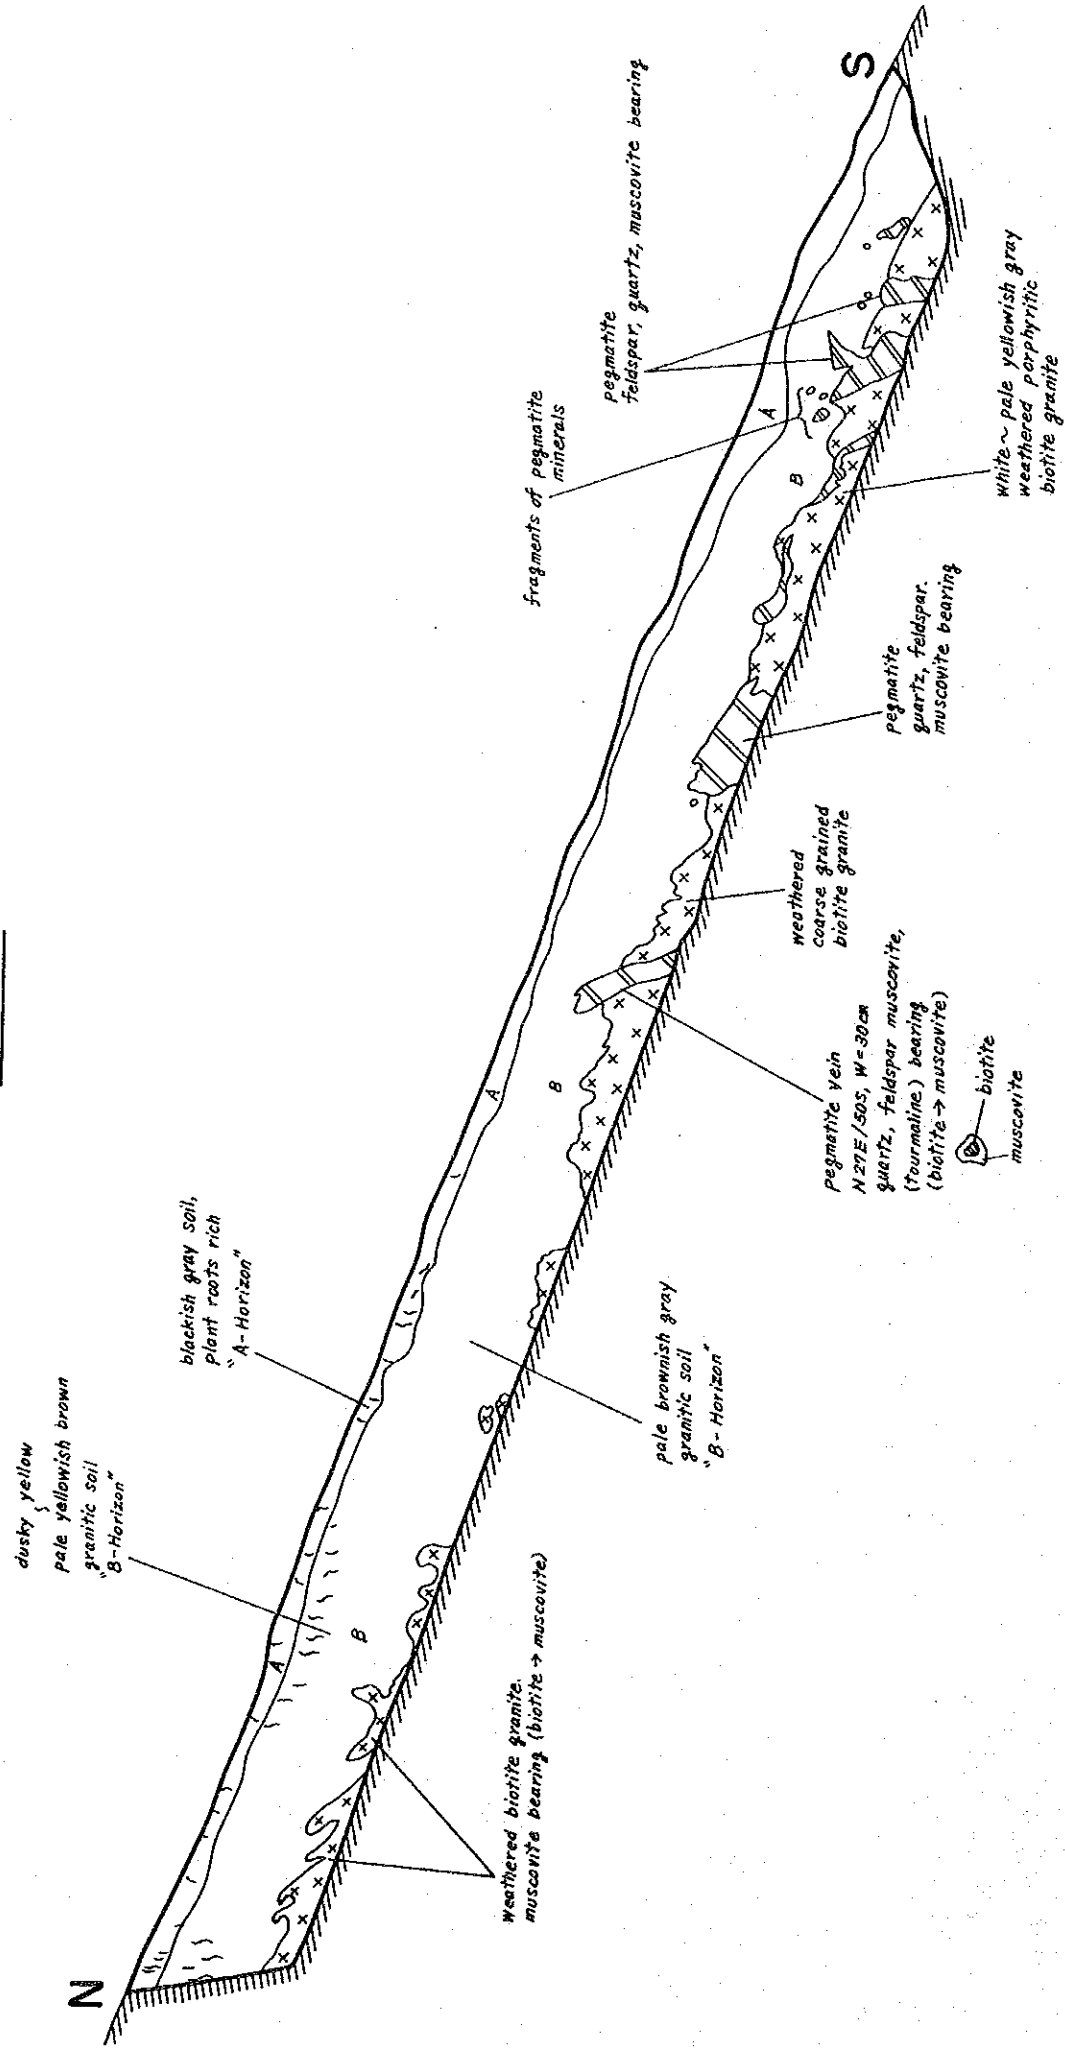 N
S
dusky yellow
~
pale yellowish brown
granitic soil
"B-Horizon"
blackish gray soil,
plant roots rich
"A-Horizon"
fragments of pegmatite
minerals
pegmatite
feldspar, quartz, muscovite bearing
A
A
A
B
B
B
weathered biotite granite.
muscovite bearing (biotite → muscovite)
pale brownish gray
granitic soil
"B-Horizon"
pegmatite vein
N27E/50S, W=30cm
quartz, feldspar muscovite,
(tourmaline) bearing
(biotite → muscovite)
biotite
muscovite
weathered
coarse grained
biotite granite
pegmatite
quartz, feldspar.
muscovite bearing
white ~ pale yellowish gray
weathered porphyritic
biotite granite